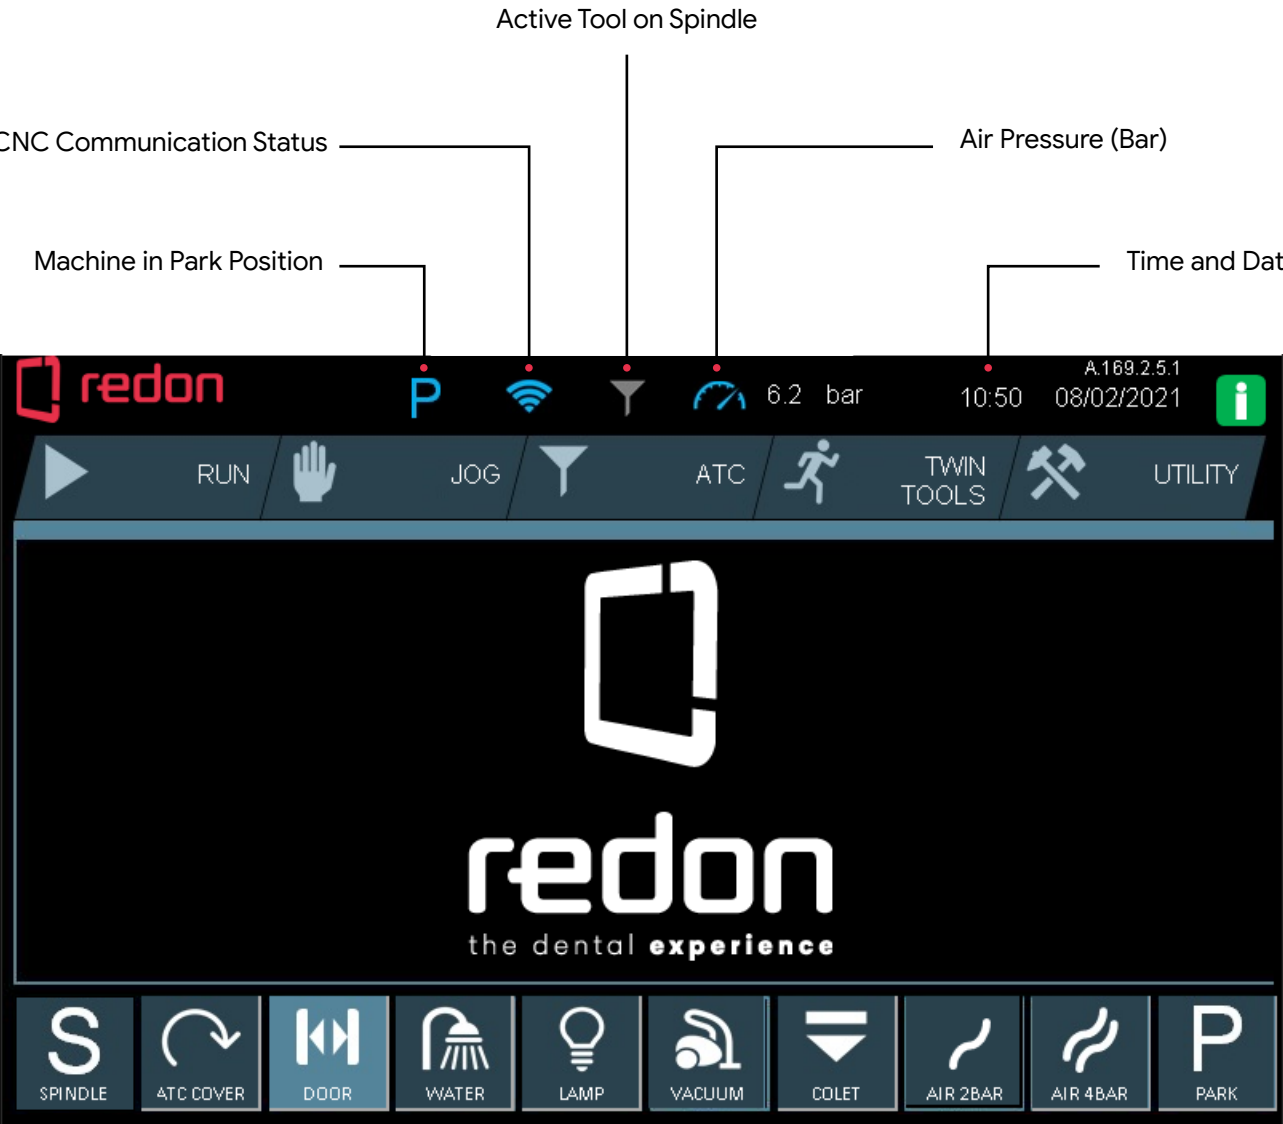 Active Tool on Spindle
CNC Communication Status
Air Pressure (Bar)
Machine in Park Position
Time and Dat
redon
P
6.2 bar
10:50
A.169.2.5.1
08/02/2021
i
RUN
JOG
ATC
TWIN
TOOLS
UTILITY
redon
the dental experience
S
SPINDLE
ATC COVER
DOOR
WATER
LAMP
VACUUM
COLET
AIR 2BAR
AIR 4BAR
P
PARK